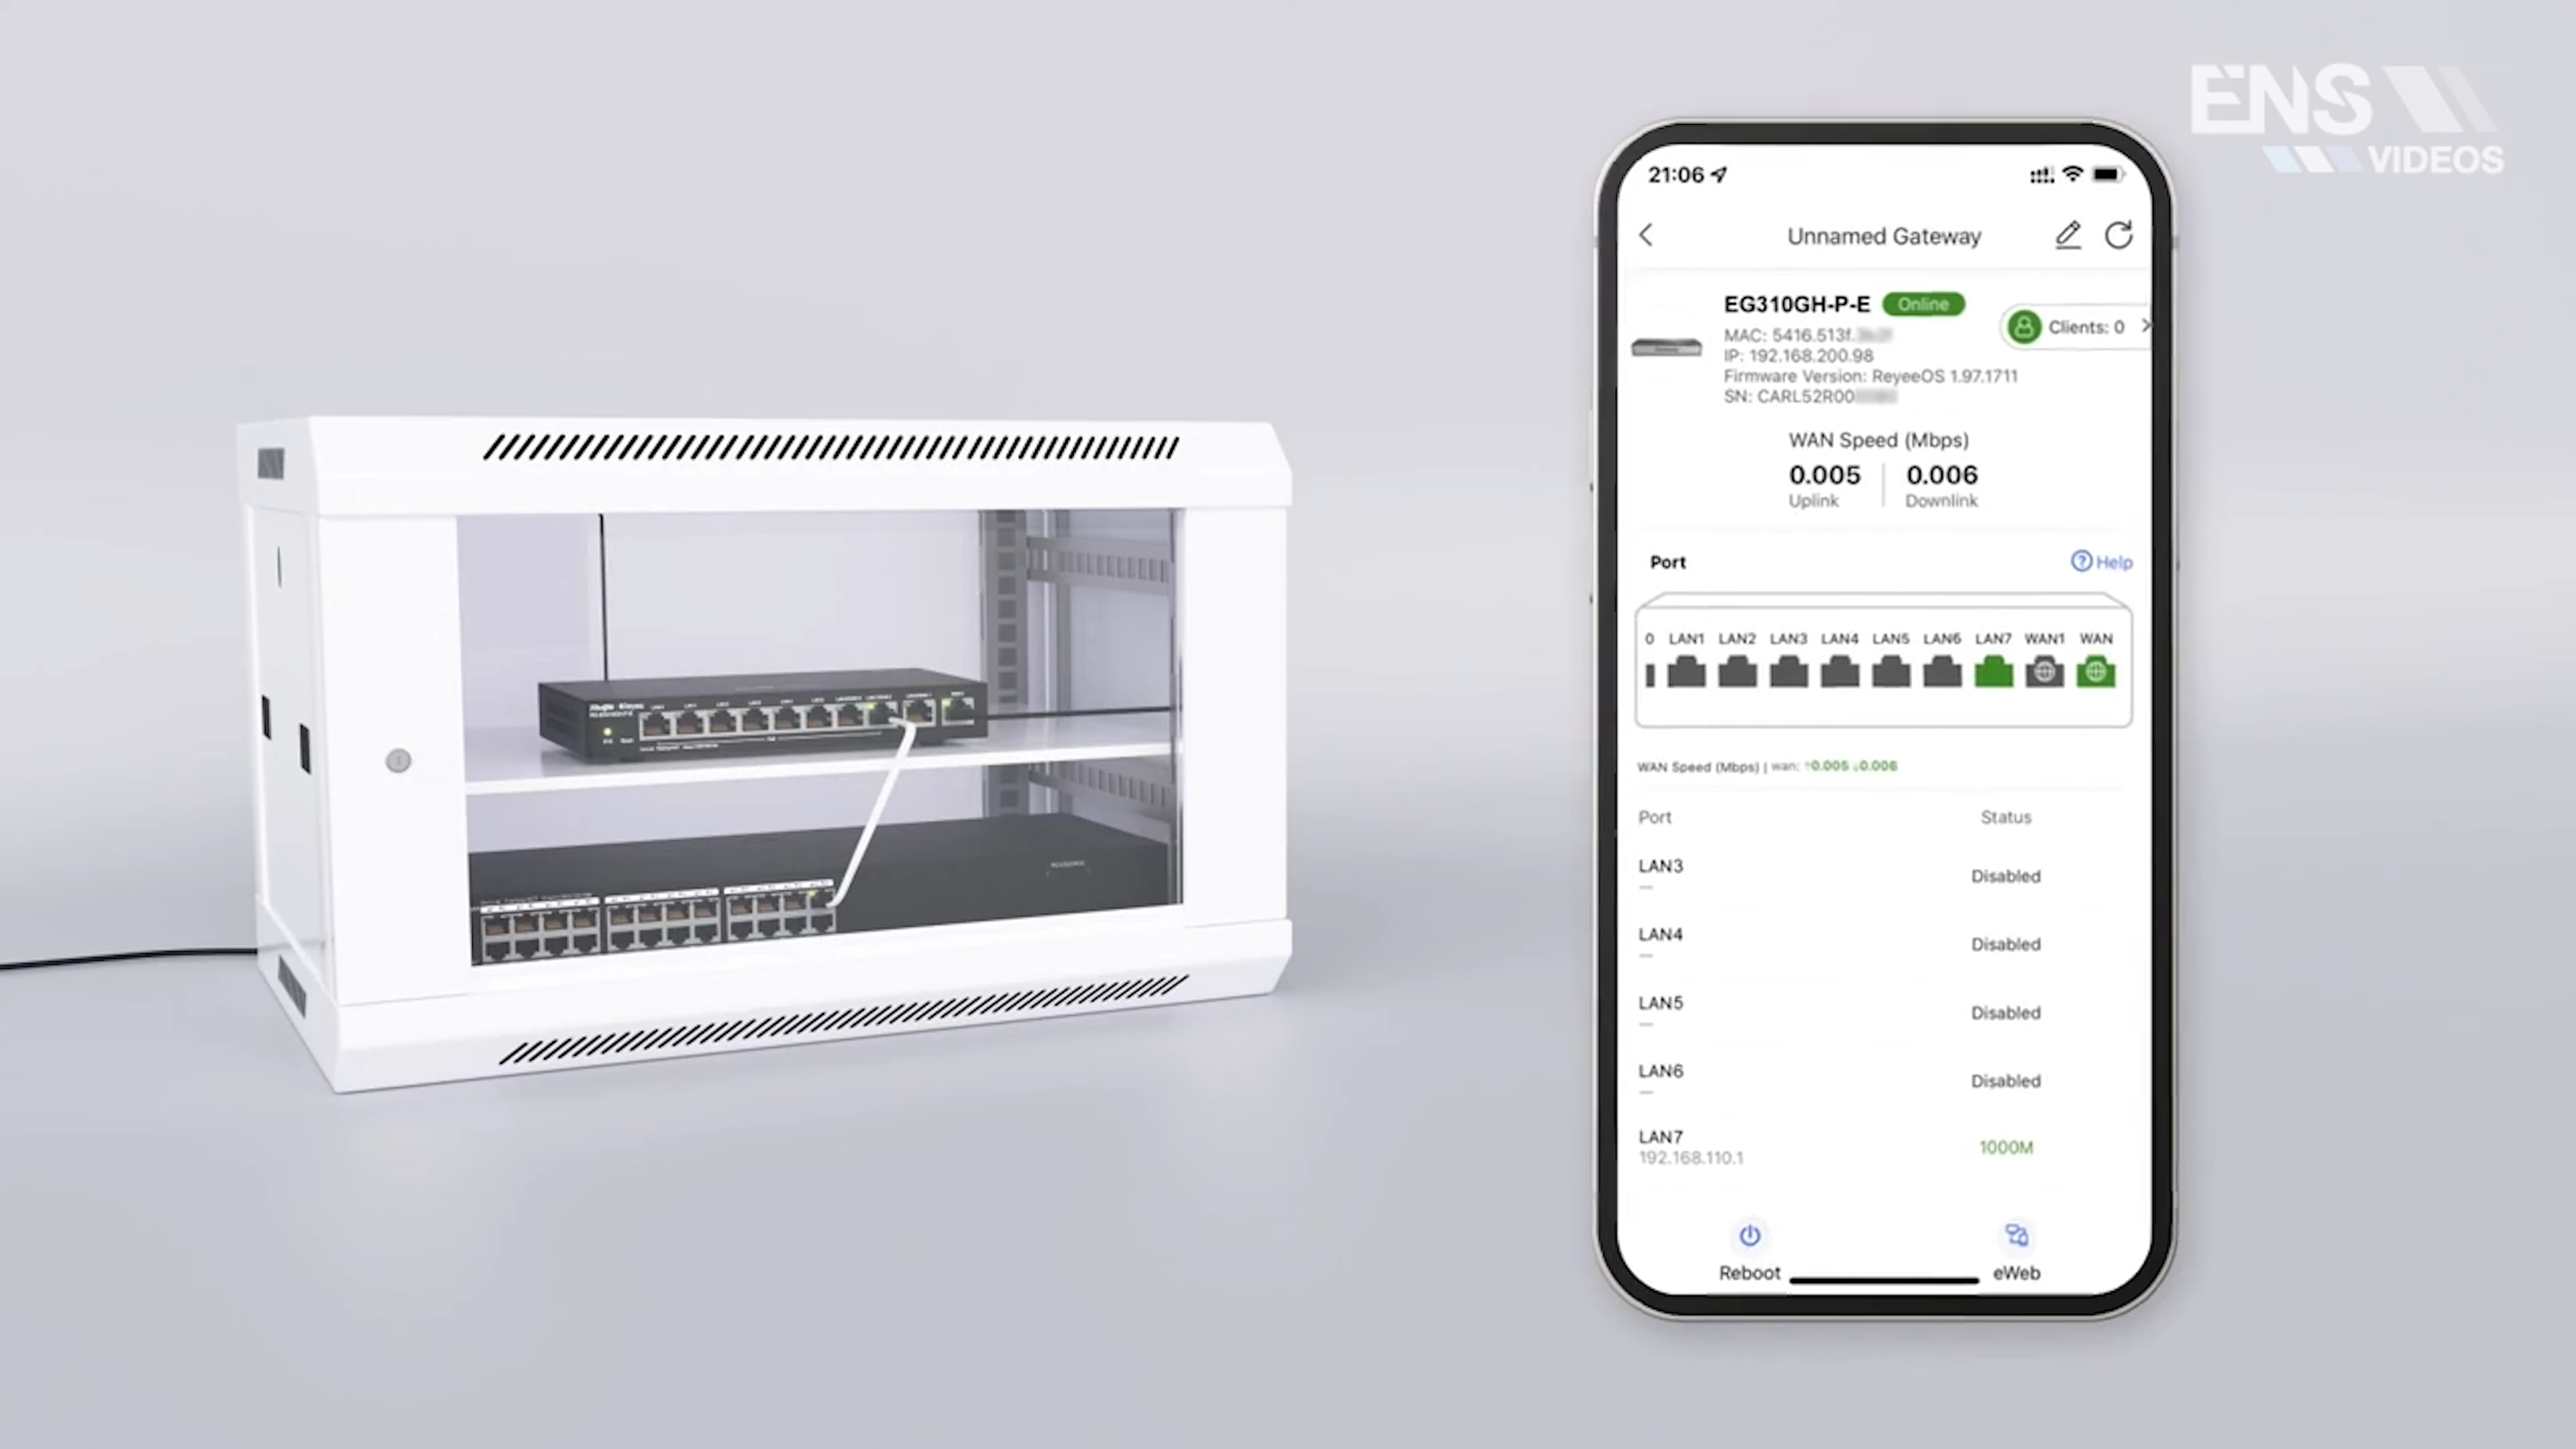 ENS
VIDEOS
21:06
Unnamed Gateway
EG310GH-P-E Online
Clients: 0
MAC: 5416.513f.
IP: 192.168.200.98
Firmware Version: ReyeeOS 1.97.1711
SN: CARL52R00
WAN Speed (Mbps)
0.005 0.006
Uplink Downlink
Port
Help
0 LAN1 LAN2 LAN3 LAN4 LAN5 LAN6 LAN7 WAN1 WAN
WAN Speed (Mbps) | wan: ↑0.005 ↓0.006
Port Status
LAN3 Disabled
—
LAN4 Disabled
—
LAN5 Disabled
—
LAN6 Disabled
—
LAN7 1000M
192.168.110.1
Reboot eWeb